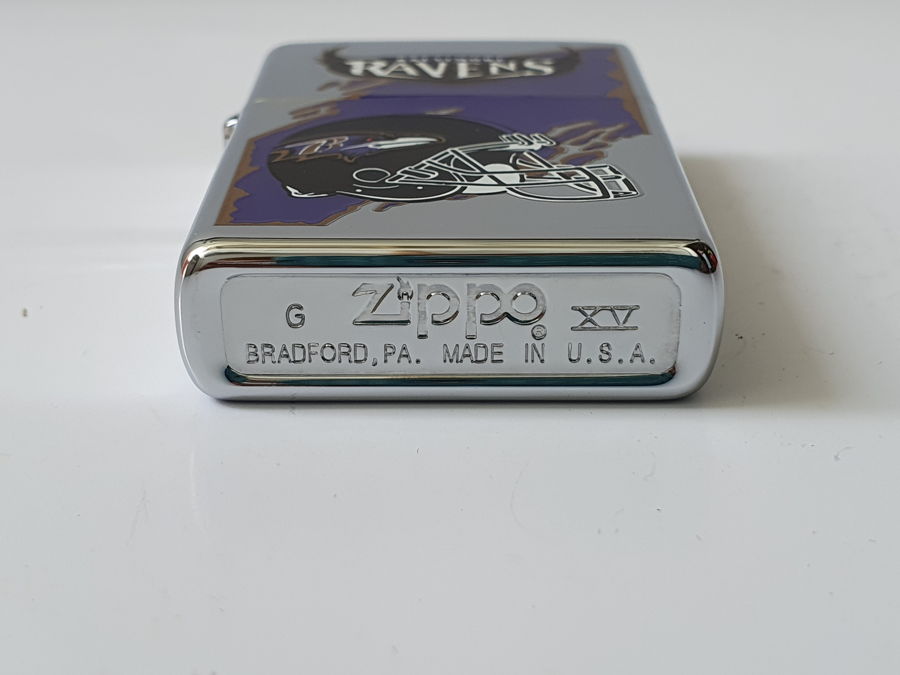 RAVENS
B
G Zippo ® XV
BRADFORD, PA. MADE IN U.S.A.